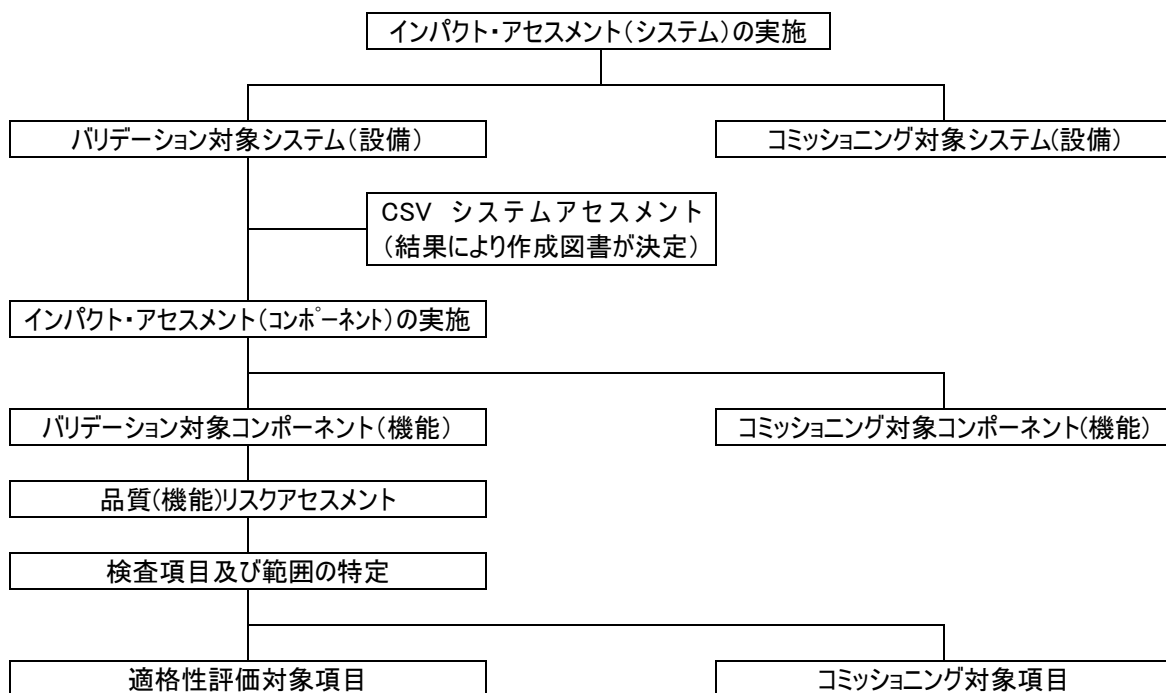 インパクト・アセスメント（システム）の実施
バリデーション対象システム（設備）
コミッショニング対象システム(設備）
CSV システムアセスメント
（結果により作成図書が決定）
インパクト・アセスメント（ｺﾝﾎﾟｰﾈﾝﾄ）の実施
バリデーション対象コンポーネント（機能）
コミッショニング対象コンポーネント(機能）
品質(機能)リスクアセスメント
検査項目及び範囲の特定
適格性評価対象項目
コミッショニング対象項目